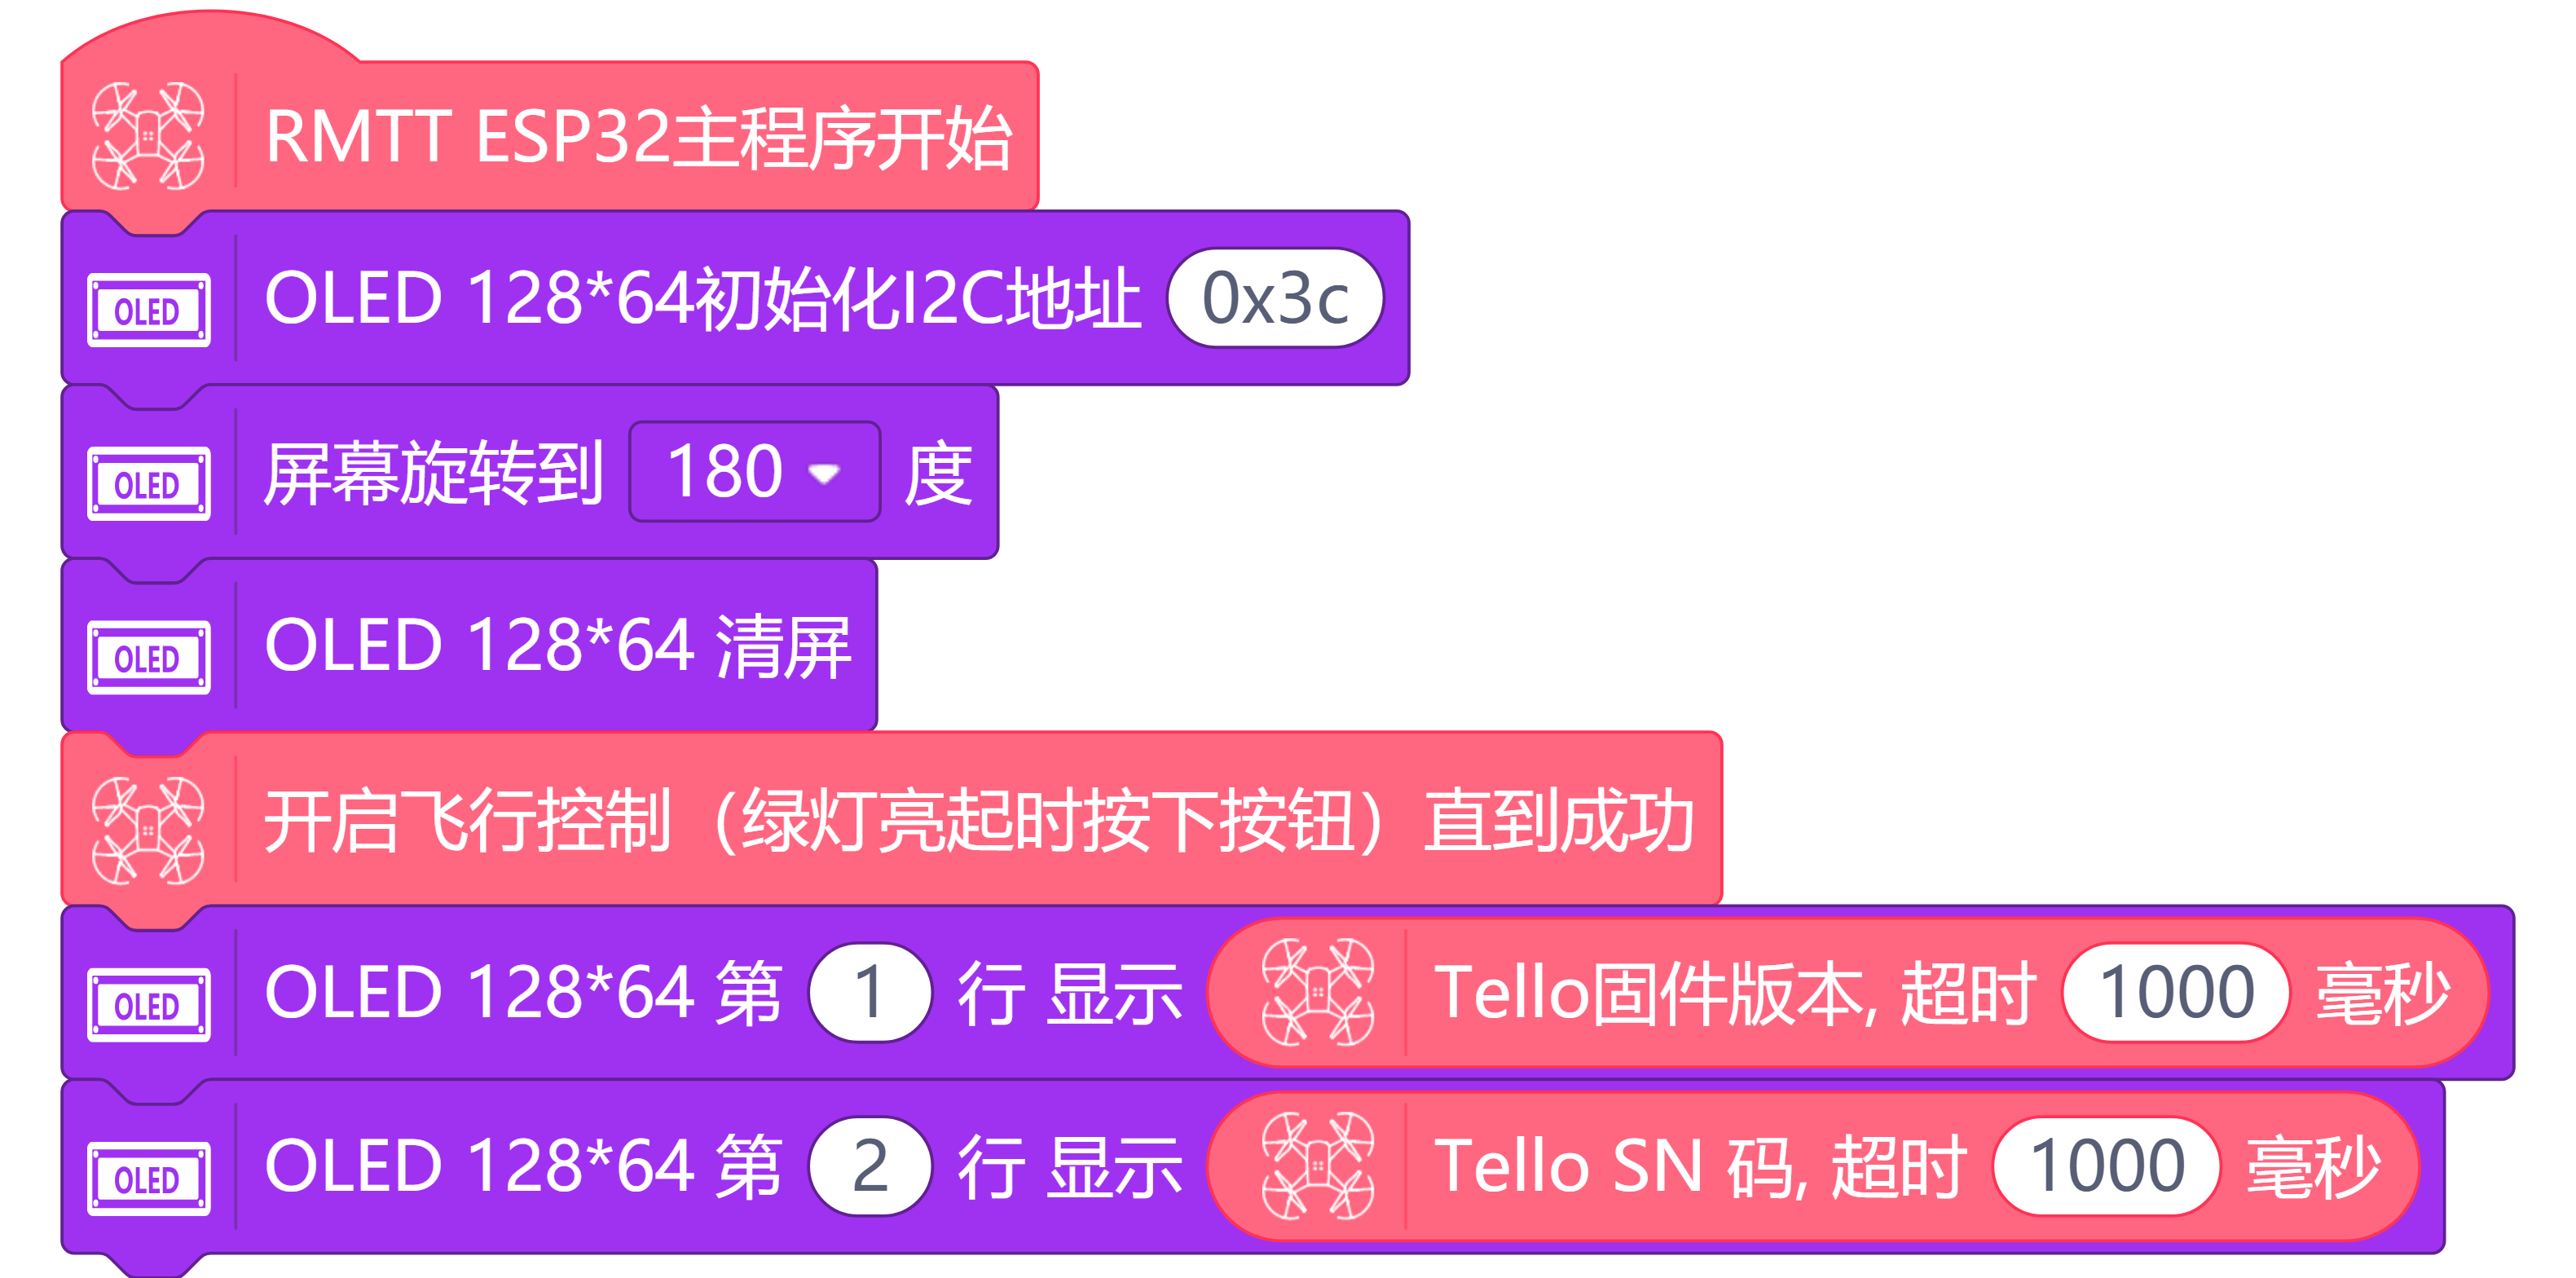 RMTT ESP32主程序开始
OLED OLED 128*64初始化I2C地址 0x3c
OLED 屏幕旋转到 180 度
OLED OLED 128*64 清屏
开启飞行控制（绿灯亮起时按下按钮）直到成功
OLED OLED 128*64 第 1 行 显示 Tello固件版本, 超时 1000 毫秒
OLED OLED 128*64 第 2 行 显示 Tello SN 码, 超时 1000 毫秒